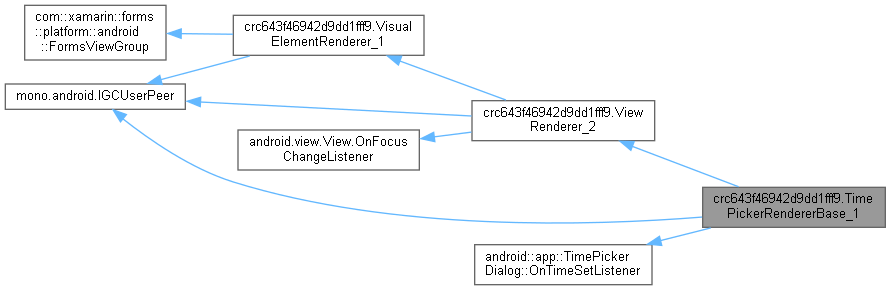 com::xamarin::forms
::platform::android
::FormsViewGroup
crc643f46942d9dd1fff9.Visual
ElementRenderer_1
mono.android.IGCUserPeer
crc643f46942d9dd1fff9.View
Renderer_2
android.view.View.OnFocus
ChangeListener
crc643f46942d9dd1fff9.Time
PickerRendererBase_1
android::app::TimePicker
Dialog::OnTimeSetListener